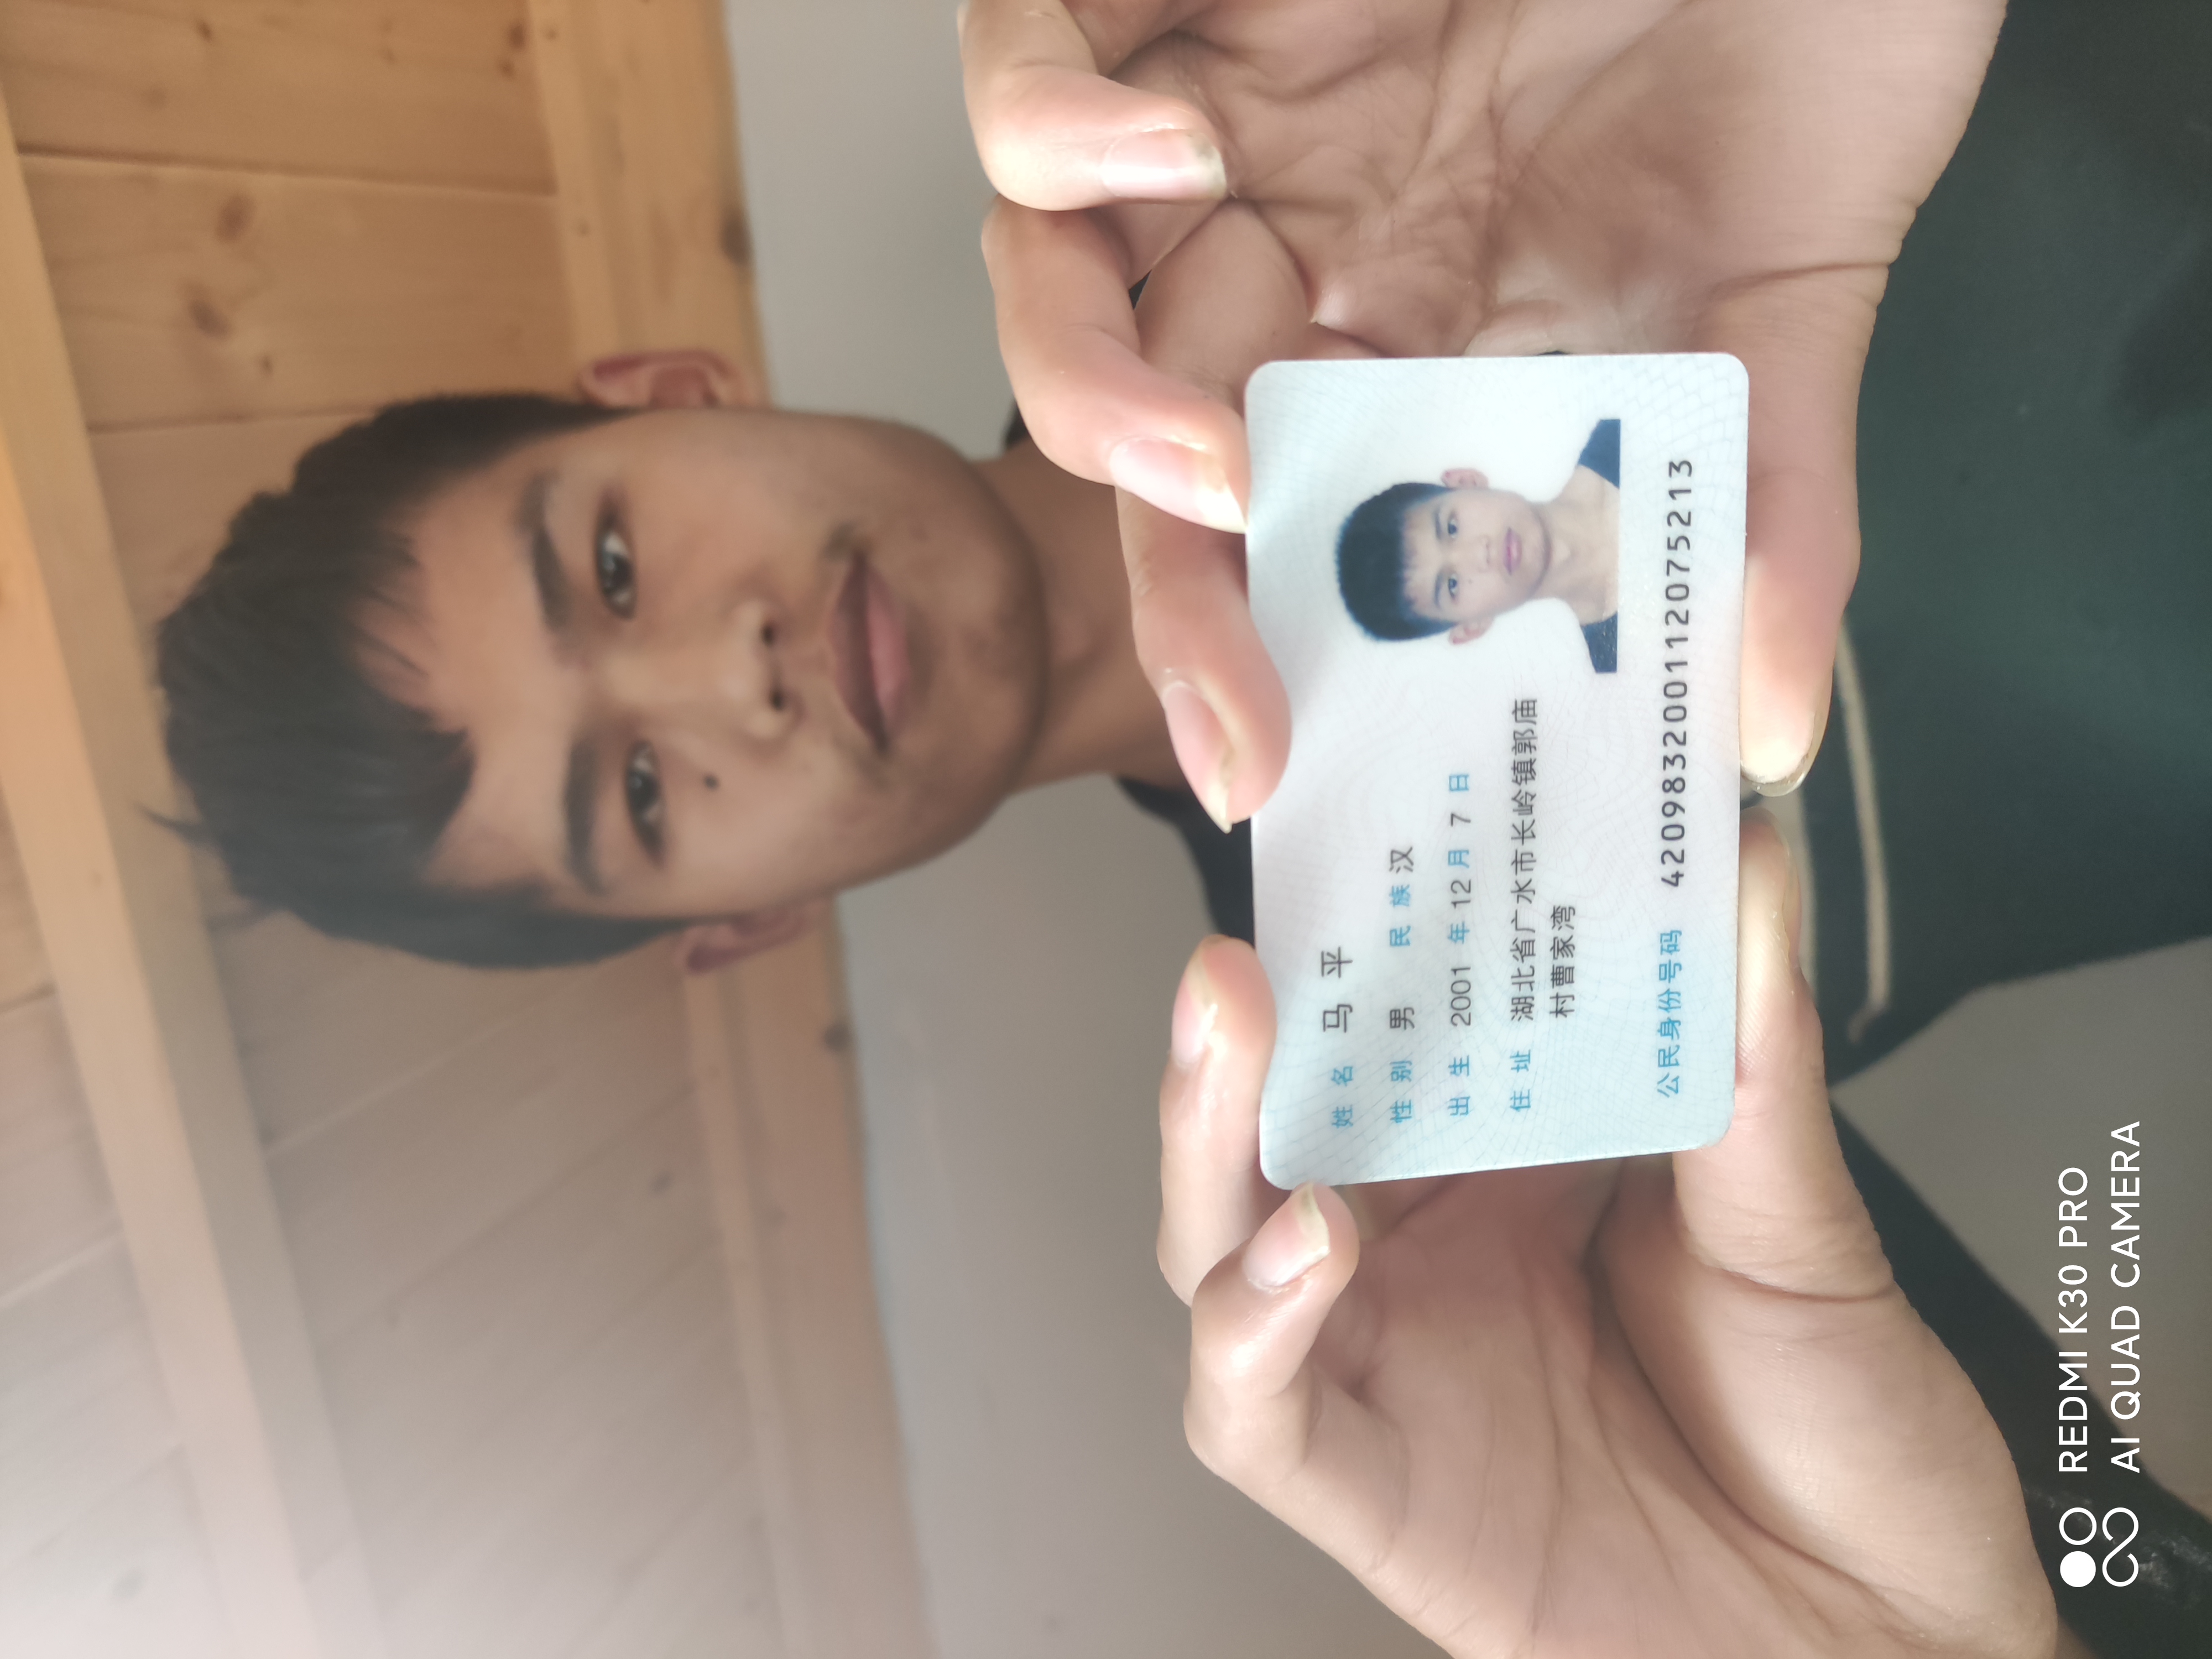 姓名 马平
性别 男 民族 汉
出生 2001 年 12 月 7 日
住址 湖北省广水市长岭镇郭庙
村曹家湾
公民身份号码 420983200112075213
REDMI K30 PRO
AI QUAD CAMERA